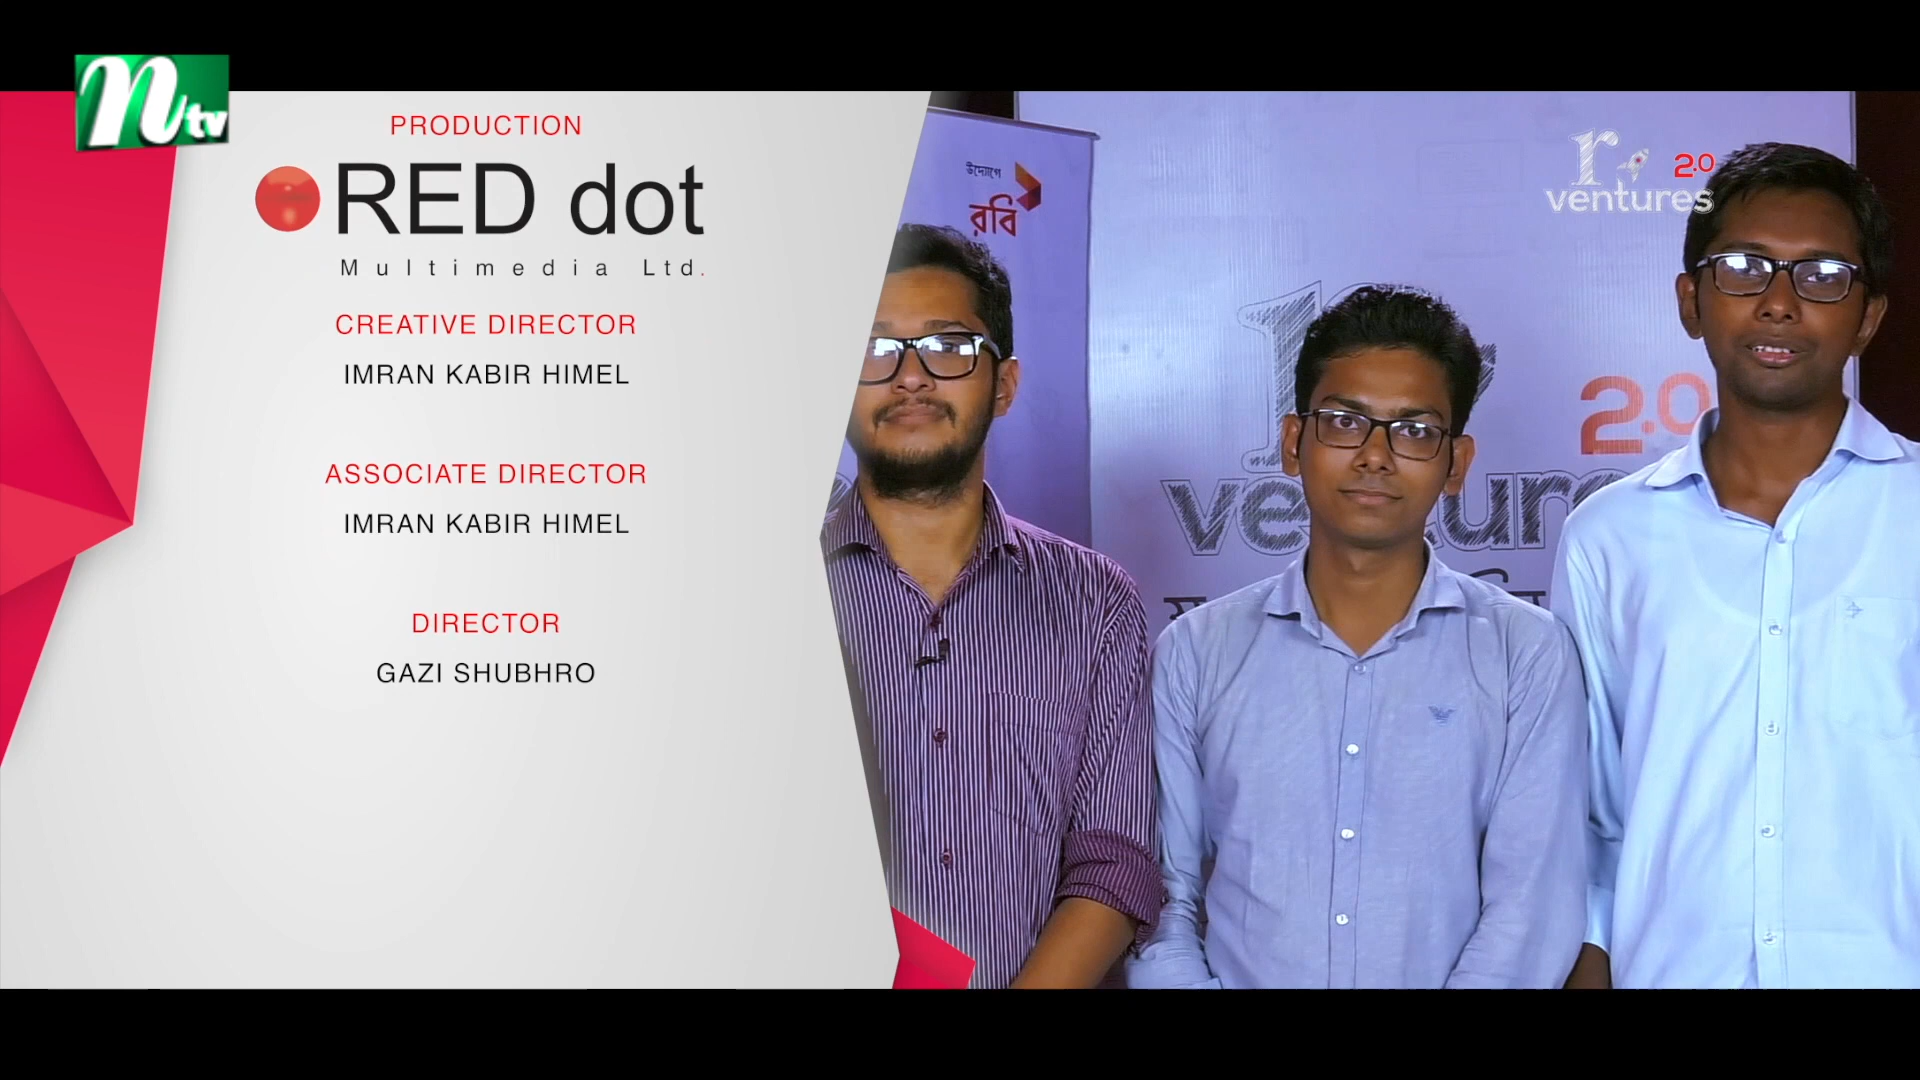 ntv
PRODUCTION
RED dot
Multimedia Ltd.
CREATIVE DIRECTOR
IMRAN KABIR HIMEL
ASSOCIATE DIRECTOR
IMRAN KABIR HIMEL
DIRECTOR
GAZI SHUBHRO
উদ্যোগে
রবি
r 2.0
ventures
r
2.0
venture